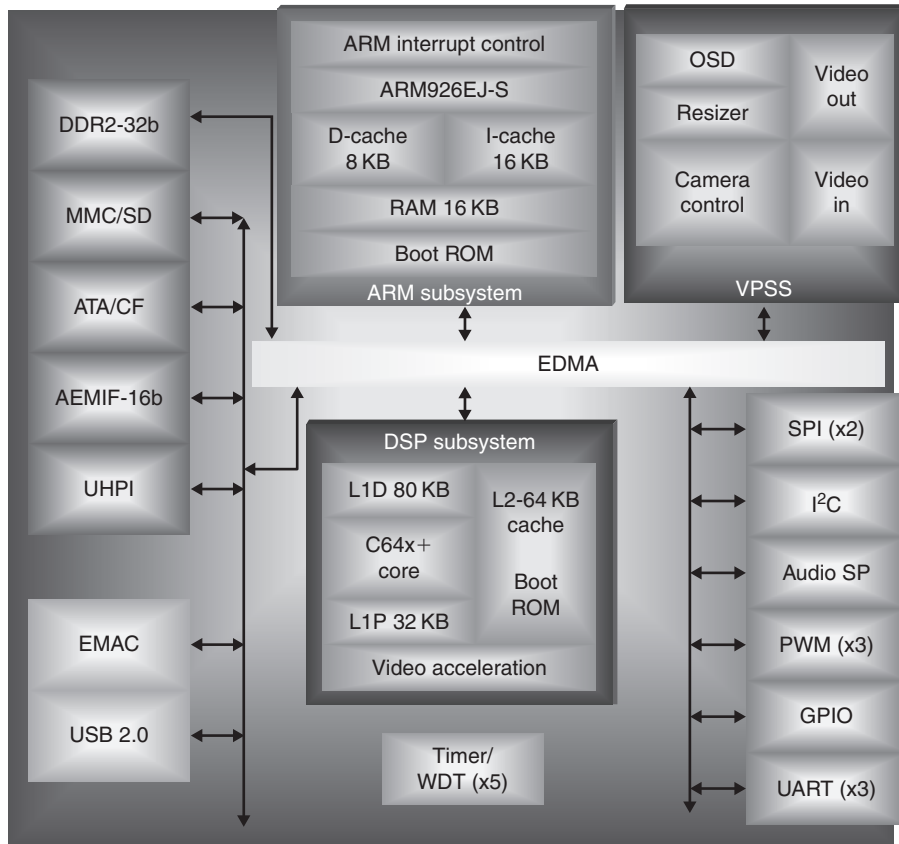 ARM interrupt control
ARM926EJ-S
D-cache
8 KB
I-cache
16 KB
RAM 16 KB
Boot ROM
ARM subsystem
OSD
Resizer
Camera
control
Video
out
Video
in
VPSS
DDR2-32b
MMC/SD
ATA/CF
AEMIF-16b
UHPI
EMAC
USB 2.0
EDMA
DSP subsystem
L1D 80 KB
C64x+
core
L1P 32 KB
L2-64 KB
cache
Boot
ROM
Video acceleration
Timer/
WDT (x5)
SPI (x2)
I²C
Audio SP
PWM (x3)
GPIO
UART (x3)